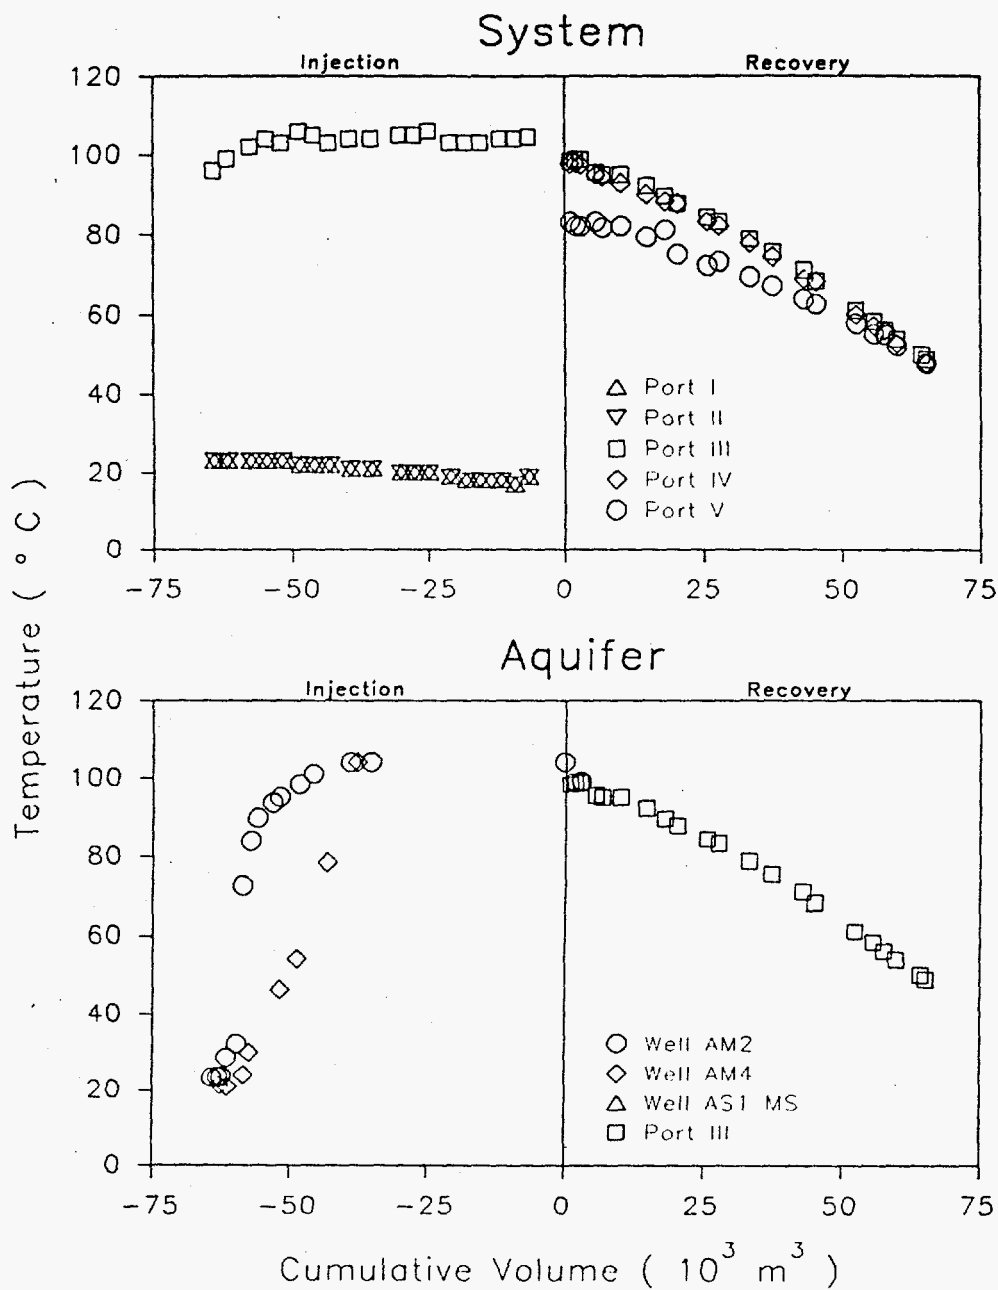 System
Injection Recovery
120
100
80
60
40
20
0
△ Port I
▽ Port II
□ Port III
◇ Port IV
○ Port V
-75 -50 -25 0 25 50 75
Temperature ( ° C )
Aquifer
Injection Recovery
120
100
80
60
40
20
0
○ Well AM2
◇ Well AM4
△ Well AS1 MS
□ Port III
-75 -50 -25 0 25 50 75
Cumulative Volume ( 10³ m³ )